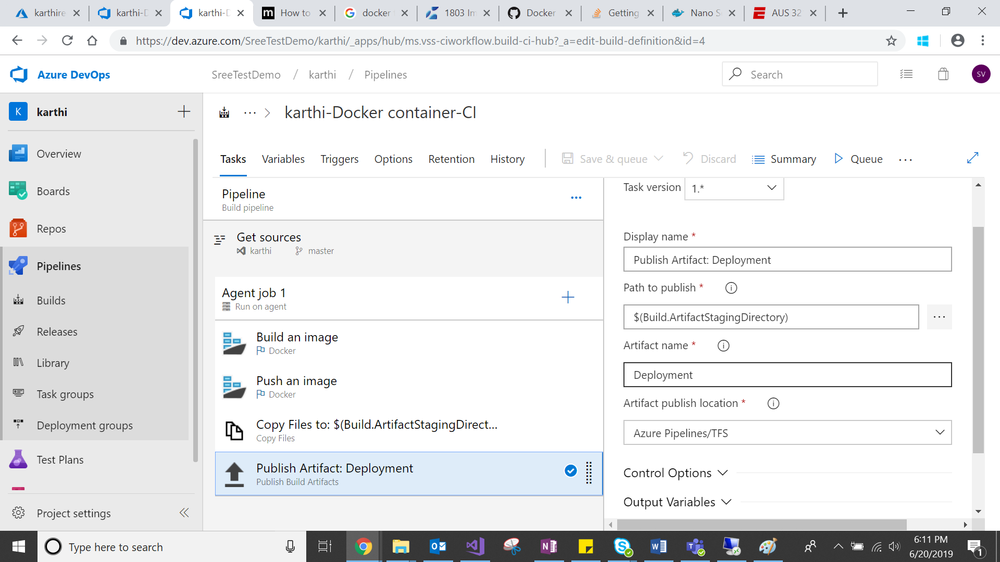 karthire
karthi-D
karthi-D
How to
docker
1803 Im
Docker
Getting
Nano S
AUS 32
https://dev.azure.com/SreeTestDemo/karthi/_apps/hub/ms.vss-ciworkflow.build-ci-hub?_a=edit-build-definition&id=4
Azure DevOps
SreeTestDemo / karthi / Pipelines
Search
SV
K karthi
Overview
Boards
Repos
Pipelines
Builds
Releases
Library
Task groups
Deployment groups
Test Plans
Project settings
··· > karthi-Docker container-CI
Tasks Variables Triggers Options Retention History Save & queue Discard Summary Queue ···
Pipeline
Build pipeline
Get sources
karthi master
Agent job 1
Run on agent
Build an image
Docker
Push an image
Docker
Copy Files to: $(Build.ArtifactStagingDirect...
Copy Files
Publish Artifact: Deployment
Publish Build Artifacts
Task version 1.*
Display name *
Publish Artifact: Deployment
Path to publish *
$(Build.ArtifactStagingDirectory)
Artifact name *
Deployment
Artifact publish location *
Azure Pipelines/TFS
Control Options
Output Variables
Type here to search
6:11 PM
6/20/2019
1